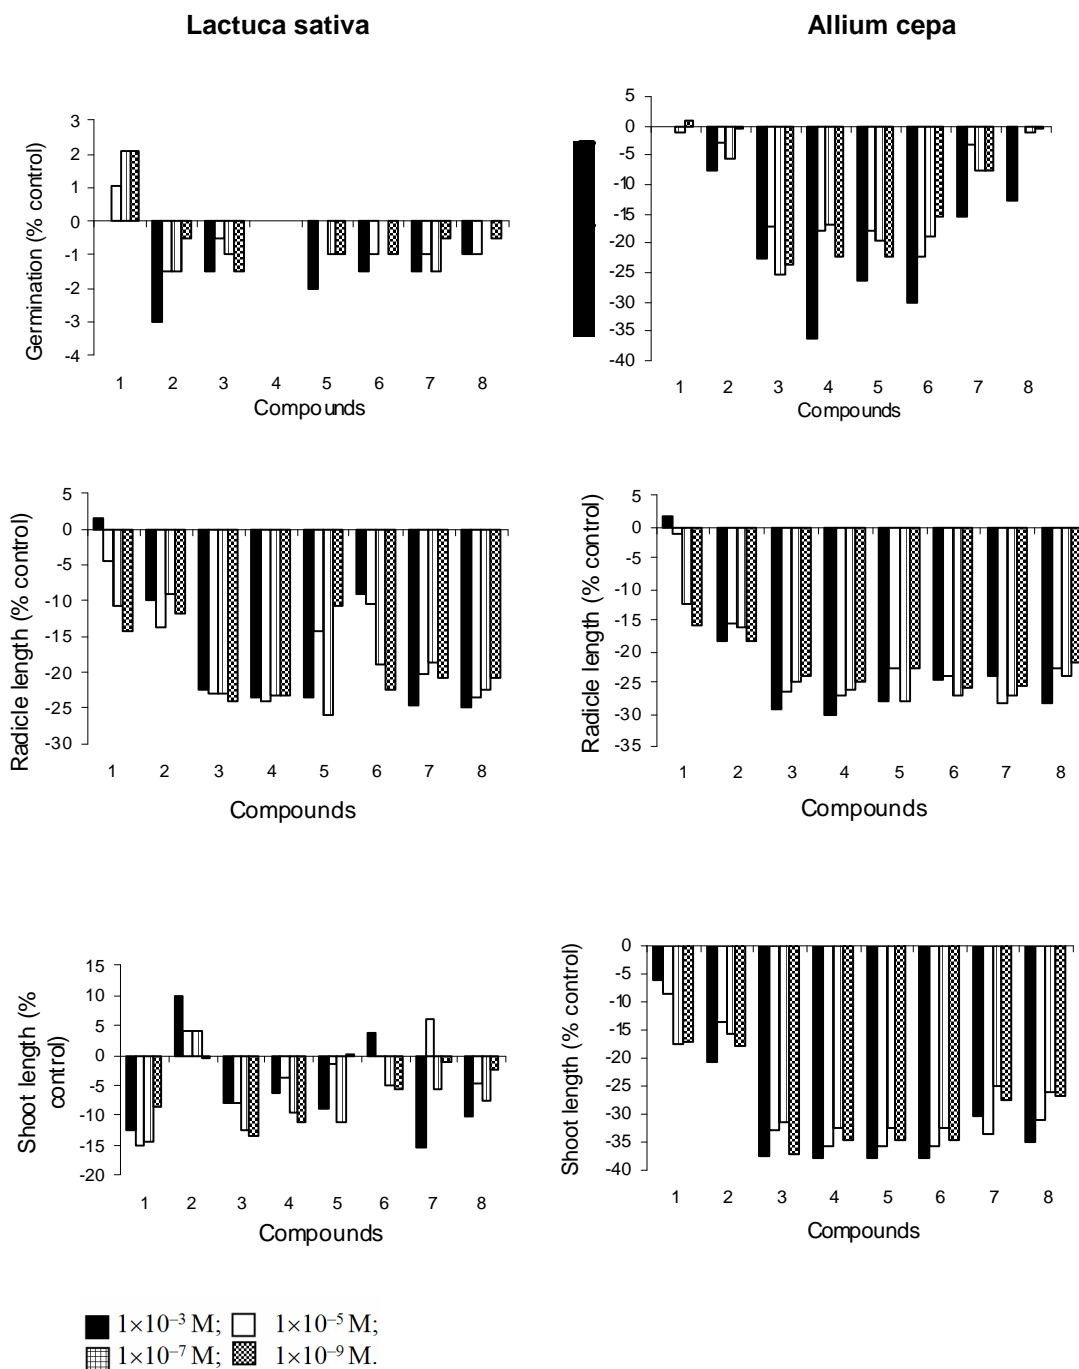 Lactuca sativa
Allium cepa
Germination (% control)
3
2
1
0
-1
-2
-3
-4
1 2 3 4 5 6 7 8
Compounds
5
0
-5
-10
-15
-20
-25
-30
-35
-40
1 2 3 4 5 6 7 8
Compounds
Radicle length (% control)
5
0
-5
-10
-15
-20
-25
-30
1 2 3 4 5 6 7 8
Compounds
Radicle length (% control)
5
0
-5
-10
-15
-20
-25
-30
-35
1 2 3 4 5 6 7 8
Compounds
Shoot length (%
control)
15
10
5
0
-5
-10
-15
-20
1 2 3 4 5 6 7 8
Compounds
Shoot length (% control)
0
-5
-10
-15
-20
-25
-30
-35
-40
1 2 3 4 5 6 7 8
Compounds
1×10⁻³ M; 1×10⁻⁵ M;
1×10⁻⁷ M; 1×10⁻⁹ M.